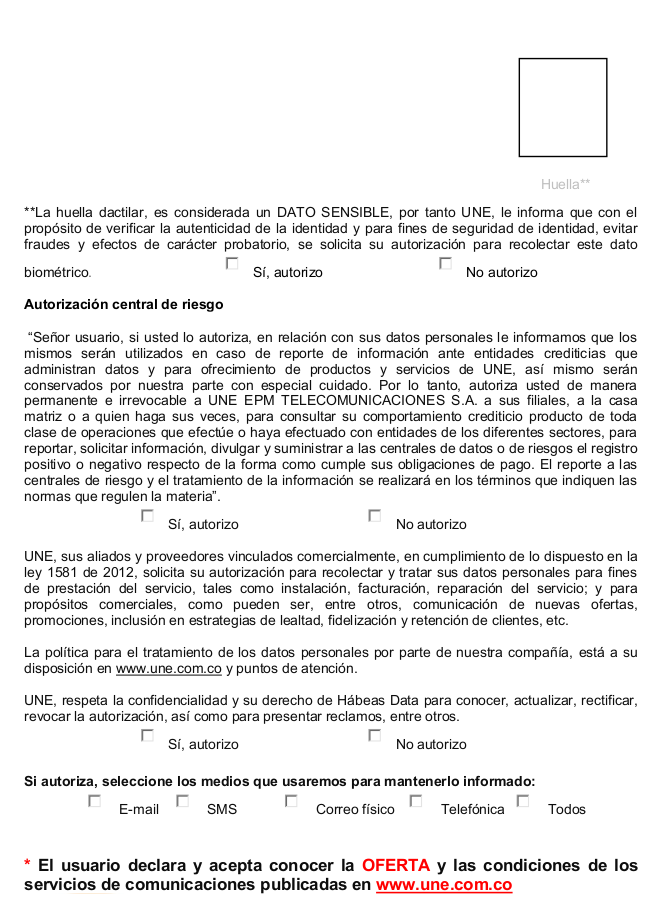 Huella**
**La huella dactilar, es considerada un DATO SENSIBLE, por tanto UNE, le informa que con el
propósito de verificar la autenticidad de la identidad y para fines de seguridad de identidad, evitar
fraudes y efectos de carácter probatorio, se solicita su autorización para recolectar este dato
biométrico. Sí, autorizo No autorizo
Autorización central de riesgo
“Señor usuario, si usted lo autoriza, en relación con sus datos personales le informamos que los
mismos serán utilizados en caso de reporte de información ante entidades crediticias que
administran datos y para ofrecimiento de productos y servicios de UNE, así mismo serán
conservados por nuestra parte con especial cuidado. Por lo tanto, autoriza usted de manera
permanente e irrevocable a UNE EPM TELECOMUNICACIONES S.A. a sus filiales, a la casa
matriz o a quien haga sus veces, para consultar su comportamiento crediticio producto de toda
clase de operaciones que efectúe o haya efectuado con entidades de los diferentes sectores, para
reportar, solicitar información, divulgar y suministrar a las centrales de datos o de riesgos el registro
positivo o negativo respecto de la forma como cumple sus obligaciones de pago. El reporte a las
centrales de riesgo y el tratamiento de la información se realizará en los términos que indiquen las
normas que regulen la materia”.
Sí, autorizo No autorizo
UNE, sus aliados y proveedores vinculados comercialmente, en cumplimiento de lo dispuesto en la
ley 1581 de 2012, solicita su autorización para recolectar y tratar sus datos personales para fines
de prestación del servicio, tales como instalación, facturación, reparación del servicio; y para
propósitos comerciales, como pueden ser, entre otros, comunicación de nuevas ofertas,
promociones, inclusión en estrategias de lealtad, fidelización y retención de clientes, etc.
La política para el tratamiento de los datos personales por parte de nuestra compañía, está a su
disposición en www.une.com.co y puntos de atención.
UNE, respeta la confidencialidad y su derecho de Hábeas Data para conocer, actualizar, rectificar,
revocar la autorización, así como para presentar reclamos, entre otros.
Sí, autorizo No autorizo
Si autoriza, seleccione los medios que usaremos para mantenerlo informado:
E-mail SMS Correo físico Telefónica Todos
* El usuario declara y acepta conocer la OFERTA y las condiciones de los
servicios de comunicaciones publicadas en www.une.com.co